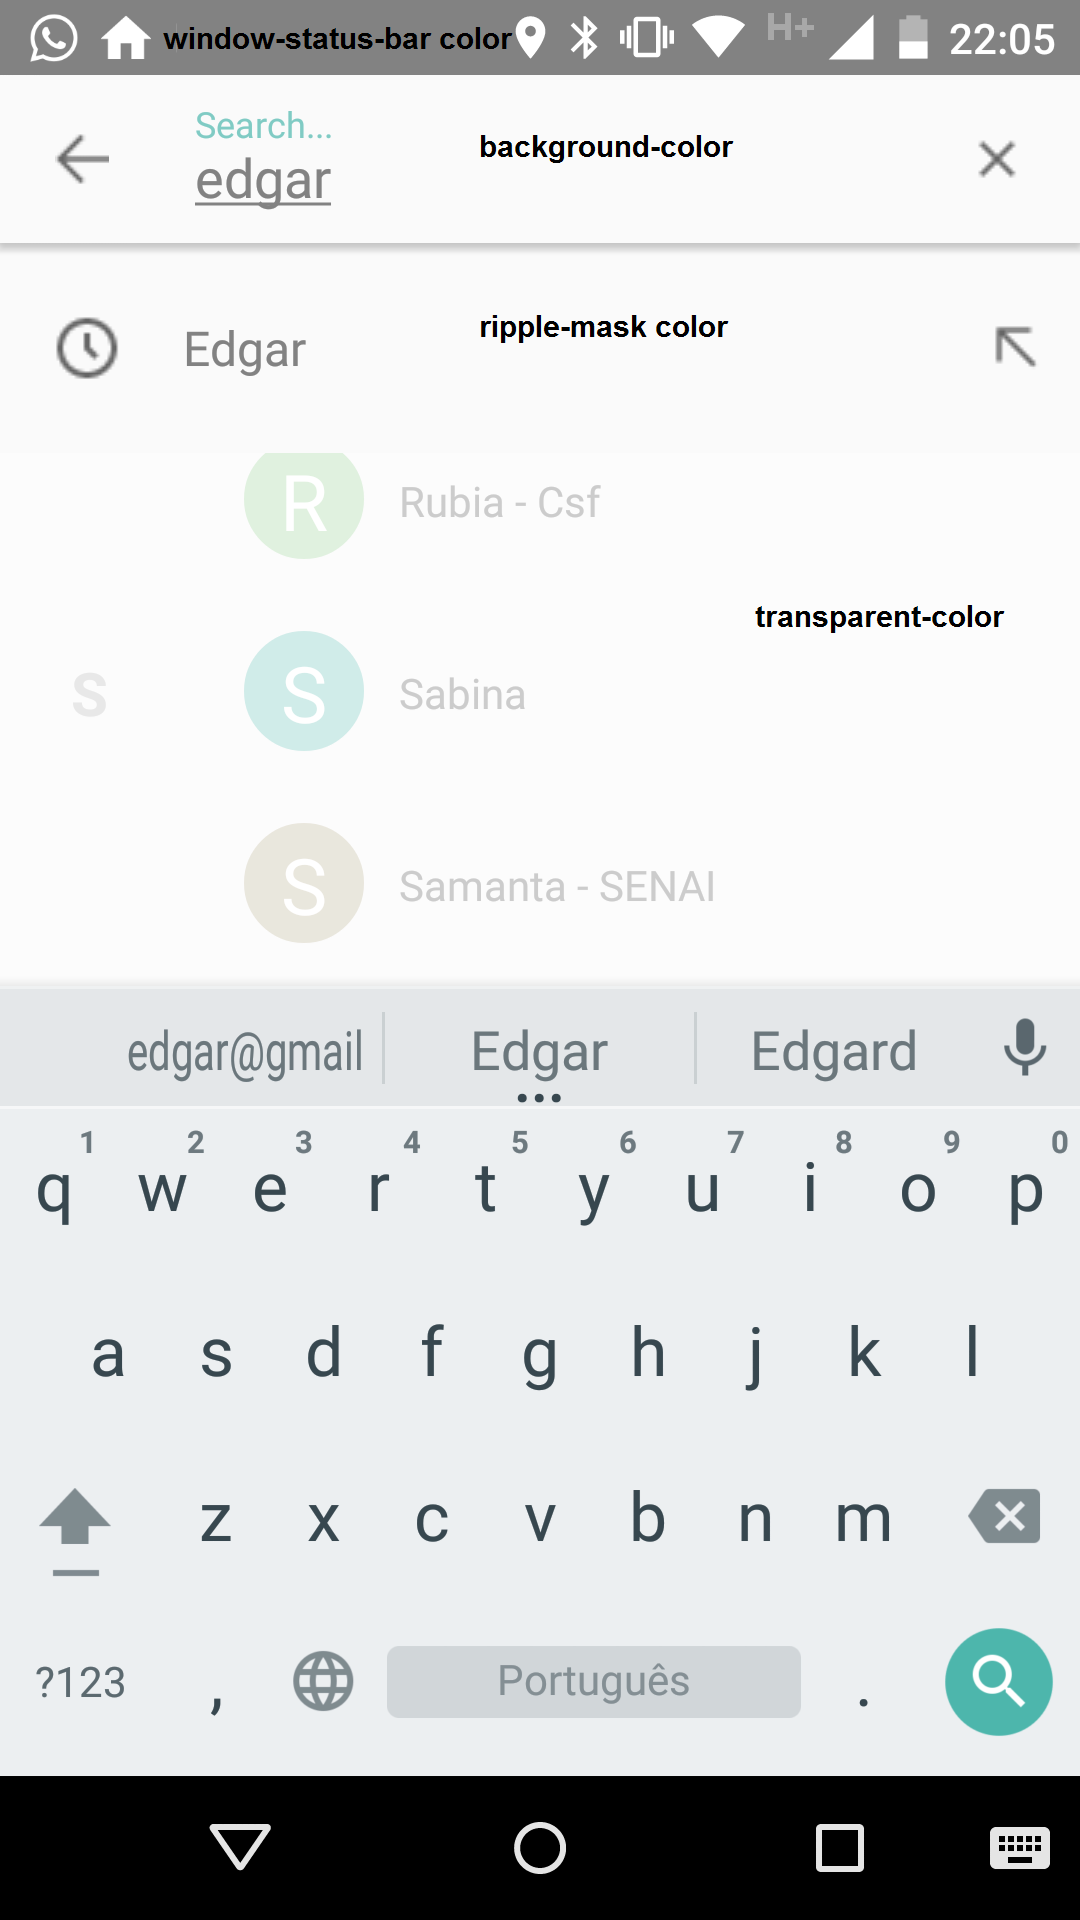 window-status-bar color H+ 22:05
Search...
edgar
background-color
Edgar
ripple-mask color
R Rubia - Csf
transparent-color
S S Sabina
S Samanta - SENAI
edgar@gmail Edgar Edgard
1 2 3 4 5 6 7 8 9 0
q w e r t y u i o p
a s d f g h j k l
z x c v b n m
?123 , Português .